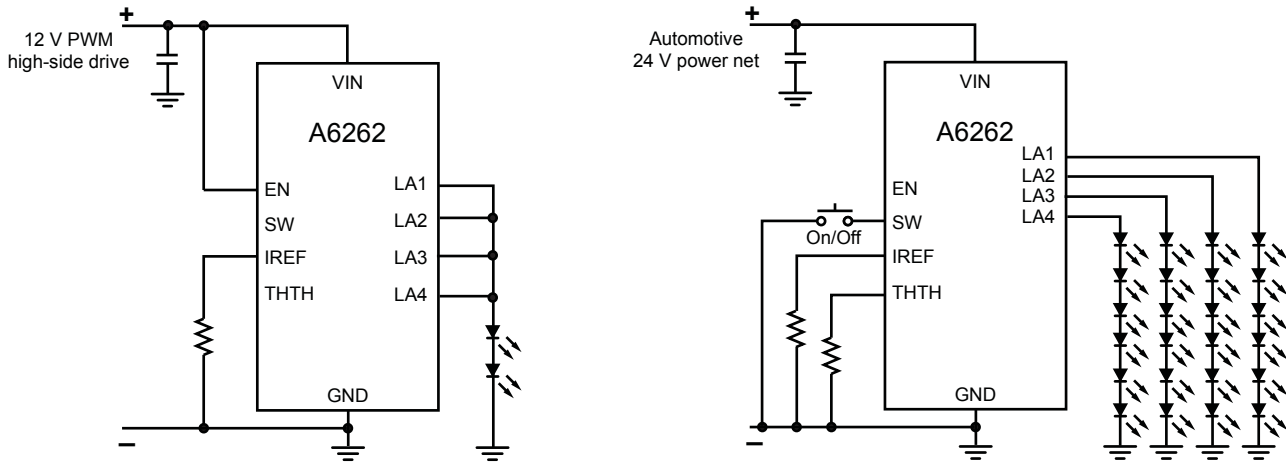 +
12 V PWM
high-side drive
VIN
A6262
EN
SW
IREF
THTH
LA1
LA2
LA3
LA4
GND
–
+
Automotive
24 V power net
VIN
A6262
LA1
LA2
LA3
LA4
EN
SW
On/Off
IREF
THTH
GND
–